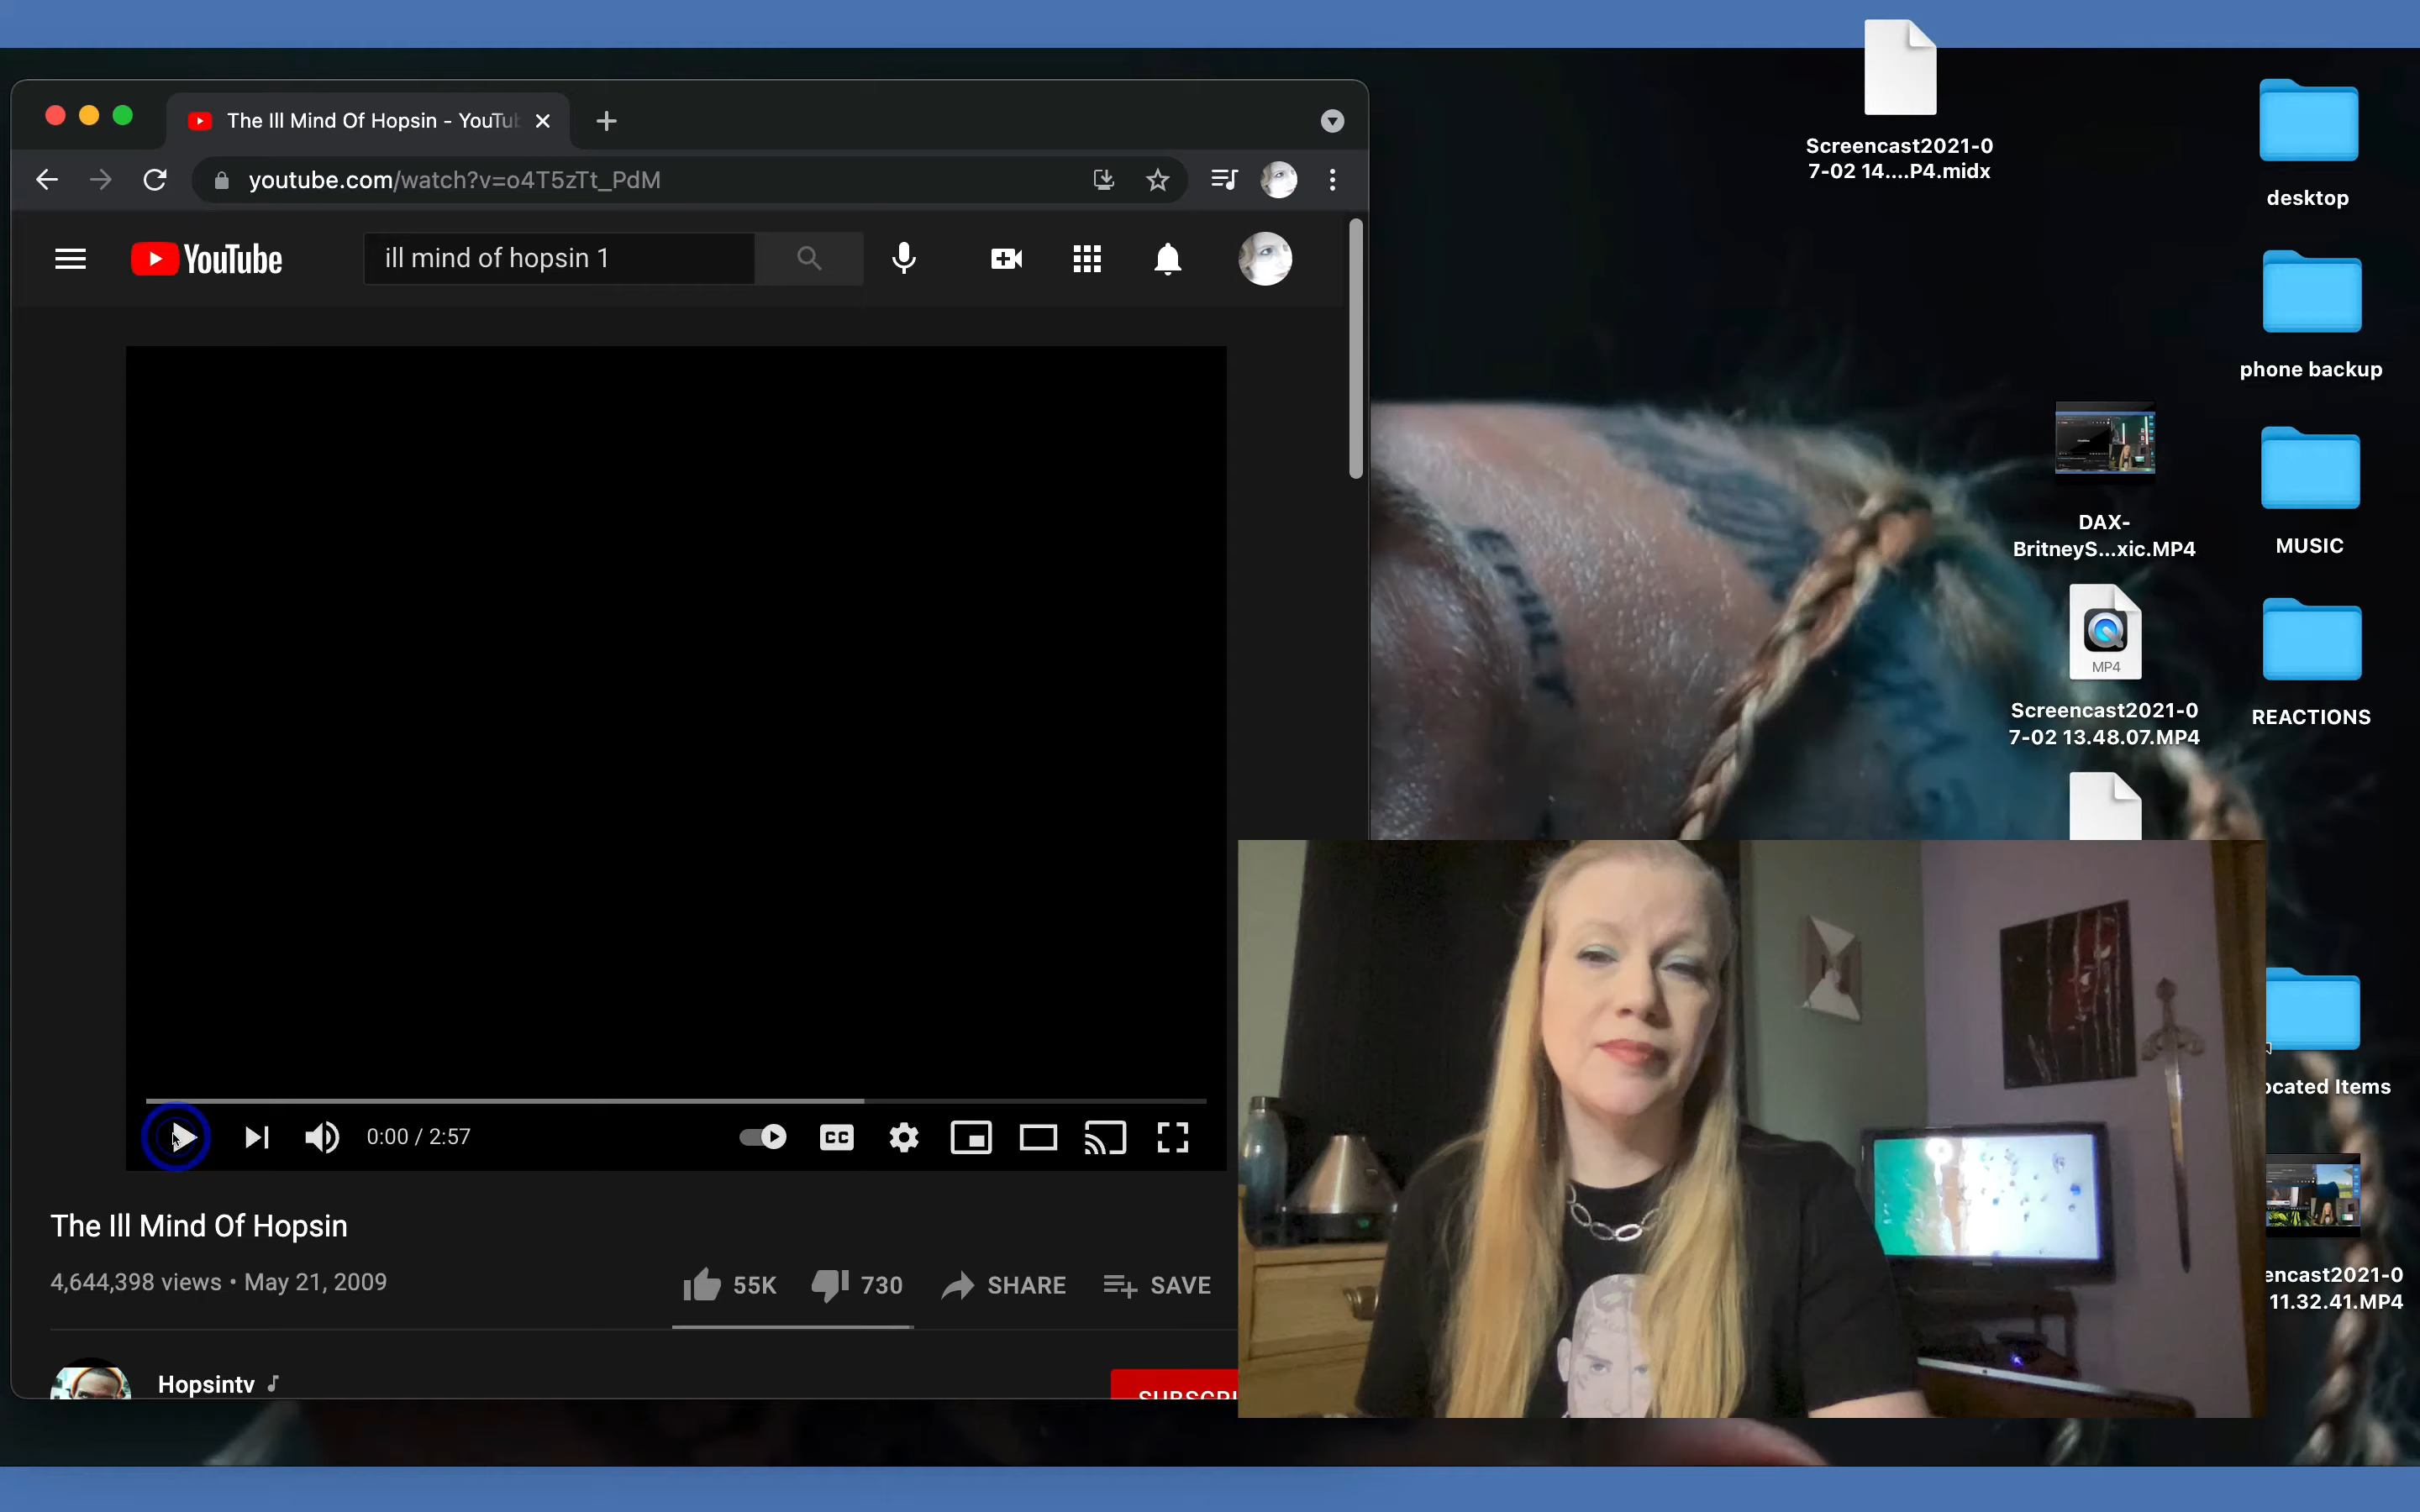 The Ill Mind Of Hopsin - YouTub
youtube.com/watch?v=o4T5zTt_PdM
YouTube
ill mind of hopsin 1
0:00 / 2:57
CC
The Ill Mind Of Hopsin
4,644,398 views • May 21, 2009
55K
730
SHARE
SAVE
Hopsintv
SUBSCRI
Screencast2021-0
7-02 14....P4.midx
desktop
phone backup
DAX-
BritneyS...xic.MP4
MUSIC
MP4
Screencast2021-0
7-02 13.48.07.MP4
REACTIONS
ocated Items
encast2021-0
11.32.41.MP4